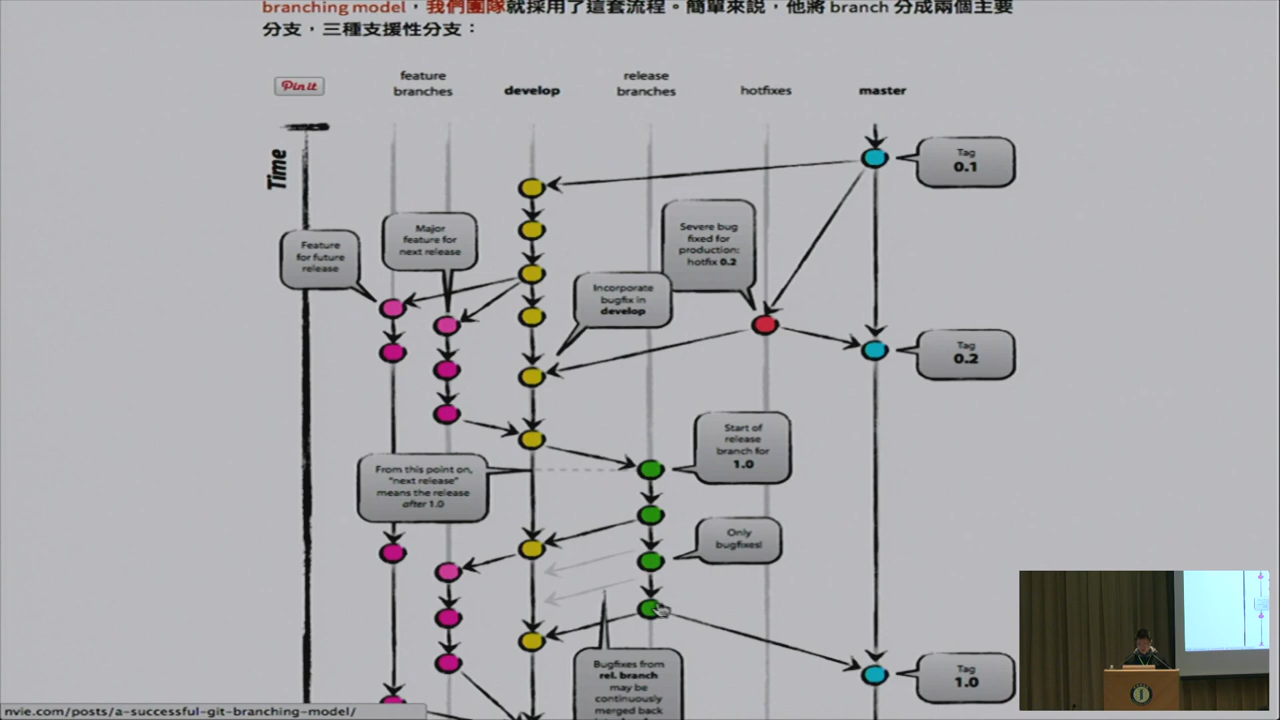 branching model，我們團隊就採用了這套流程。簡單來説，他將 branch 分成兩個主要
分支，三種支援性分支：
Pin it
feature
branches
develop
release
branches
hotfixes
master
Time
Tag
0.1
Feature
for future
release
Major
feature for
next release
Severe bug
fixed for
production:
hotfix 0.2
Incorporate
bugfix in
develop
Tag
0.2
Start of
release
branch for
1.0
From this point on,
"next release"
means the release
after 1.0
Only
bugfixes!
Bugfixes from
rel. branch
may be
continuously
merged back
Tag
1.0
nvie.com/posts/a-successful-git-branching-model/